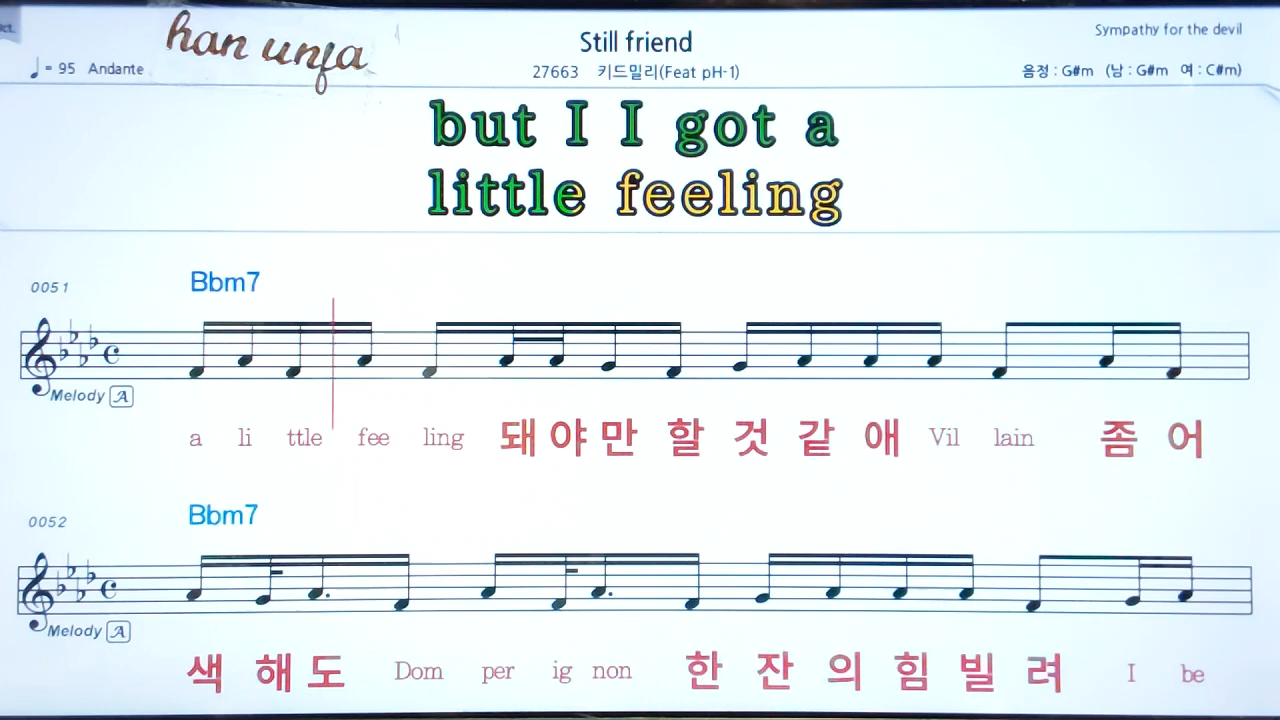 ct.
han unfa
Still friend
Sympathy for the devil
♩= 95 Andante
27663 키드밀리(Feat pH-1)
음정 : G#m (남 : G#m 여 : C#m)
but I I got a
little feeling
0051
Bbm7
Melody A
a li ttle fee ling 돼 야 만 할 것 같 애 Vil lain 좀 어
0052
Bbm7
Melody A
색 해 도 Dom per ig non 한 잔 의 힘 빌 려 I be